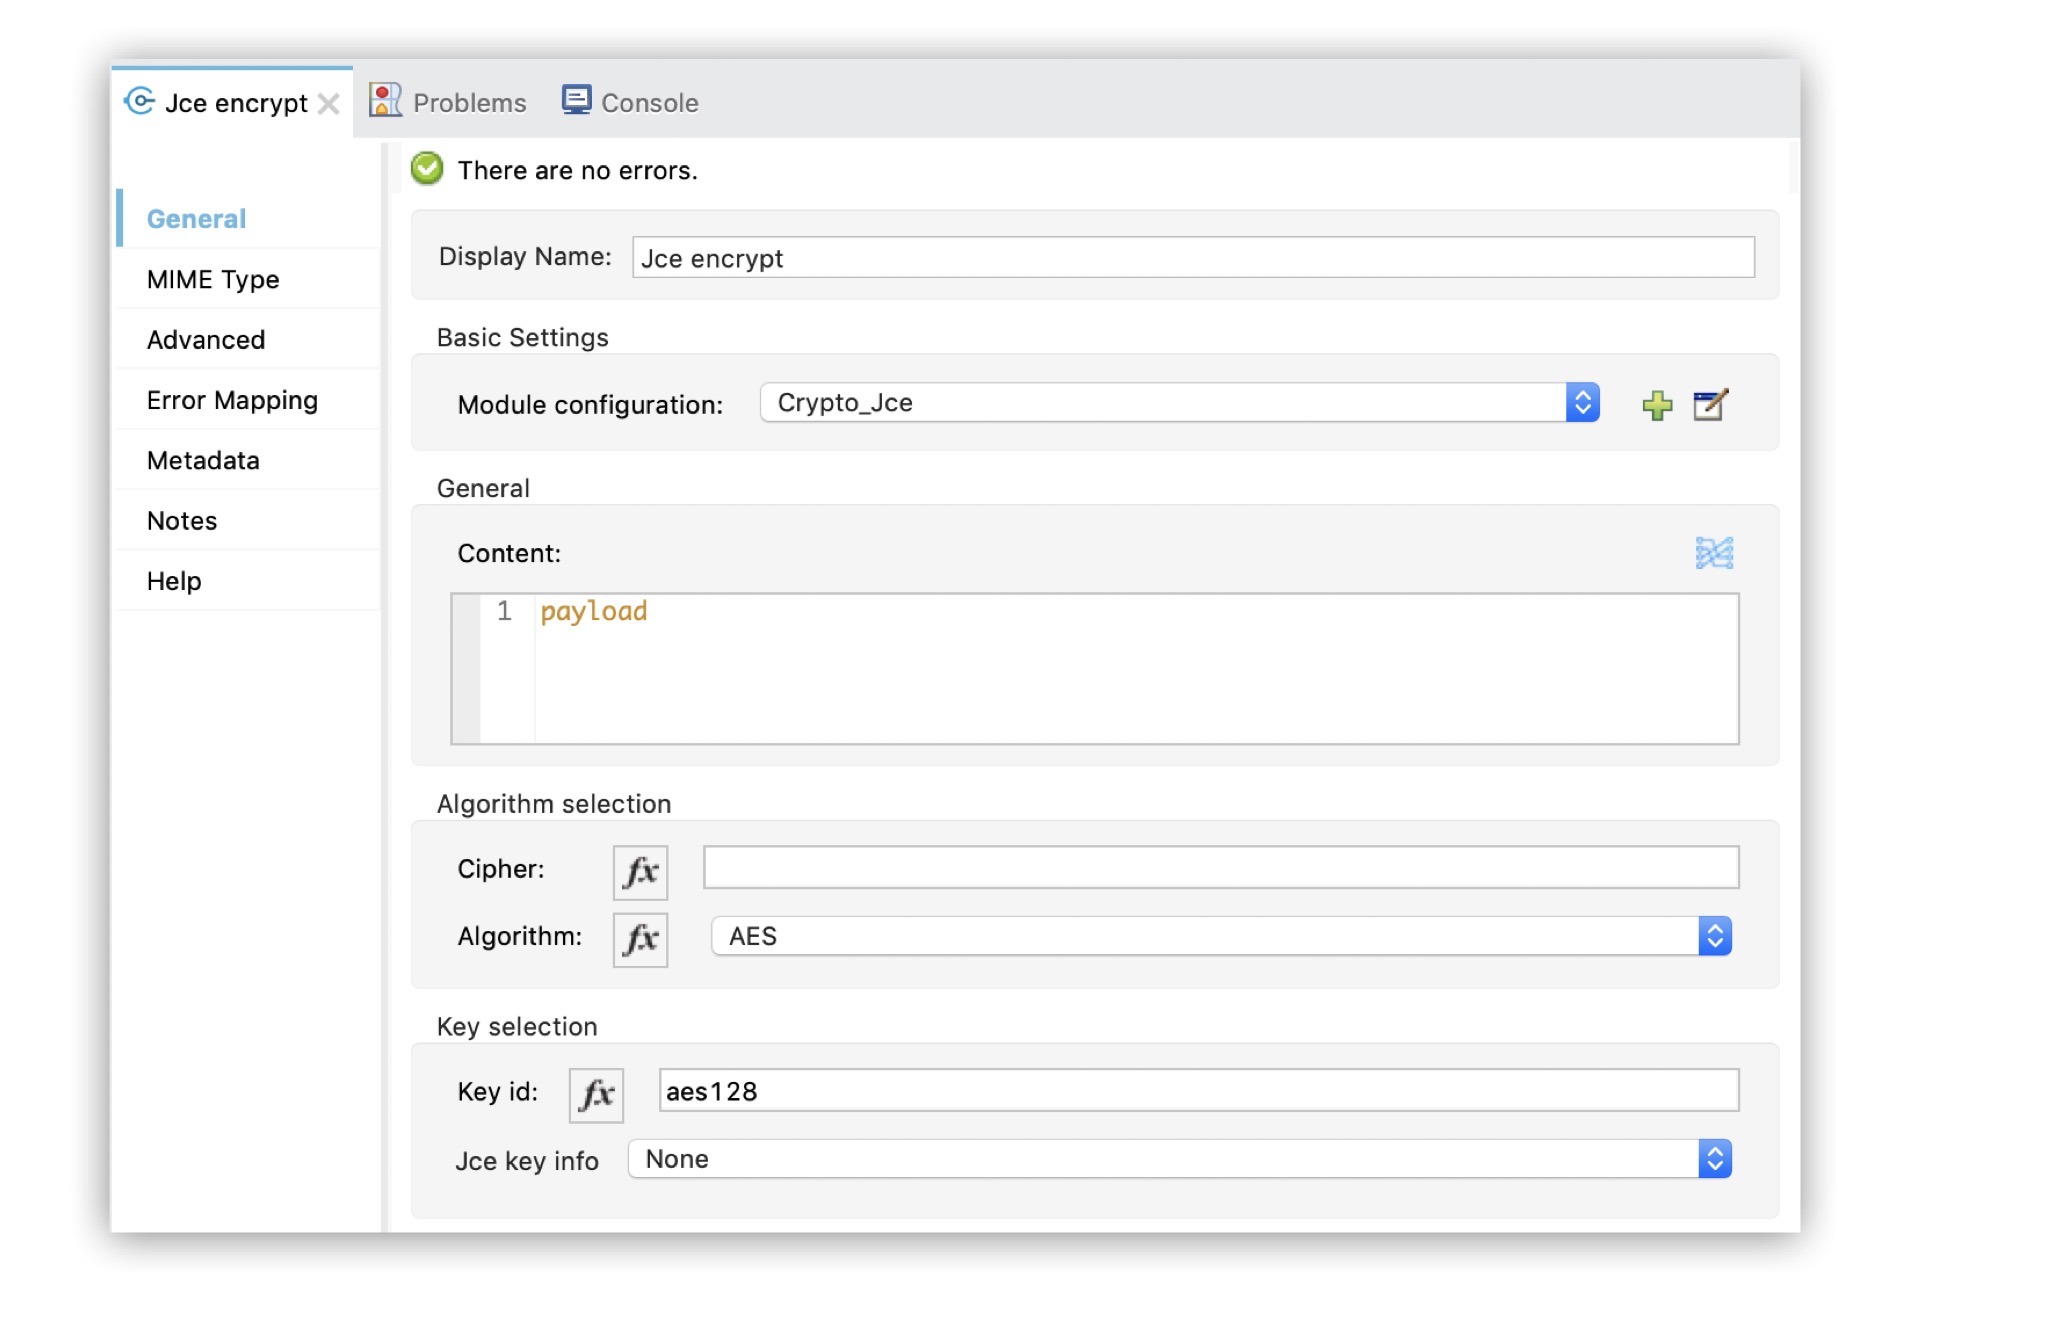 Jce encrypt
Problems
Console
There are no errors.
General
MIME Type
Advanced
Error Mapping
Metadata
Notes
Help
Display Name: Jce encrypt
Basic Settings
Module configuration: Crypto_Jce
General
Content:
1 payload
Algorithm selection
Cipher: fx
Algorithm: fx AES
Key selection
Key id: fx aes128
Jce key info None